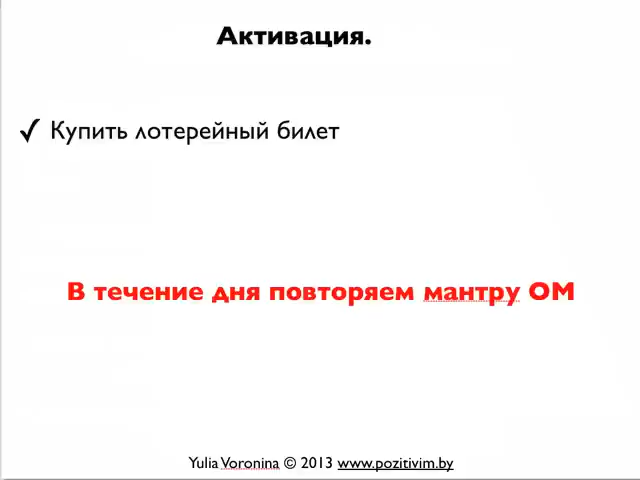 Активация.
✓ Купить лотерейный билет
В течение дня повторяем мантру ОМ
Yulia Voronina © 2013 www.pozitivim.by